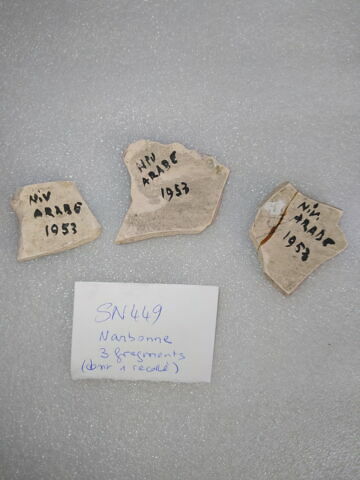 NIV
ARABE
1953
NIV
ARABE
1953
NIV.
ARABE
1953
SN449
Narbonne
3 fragments
(dont 1 recollé)